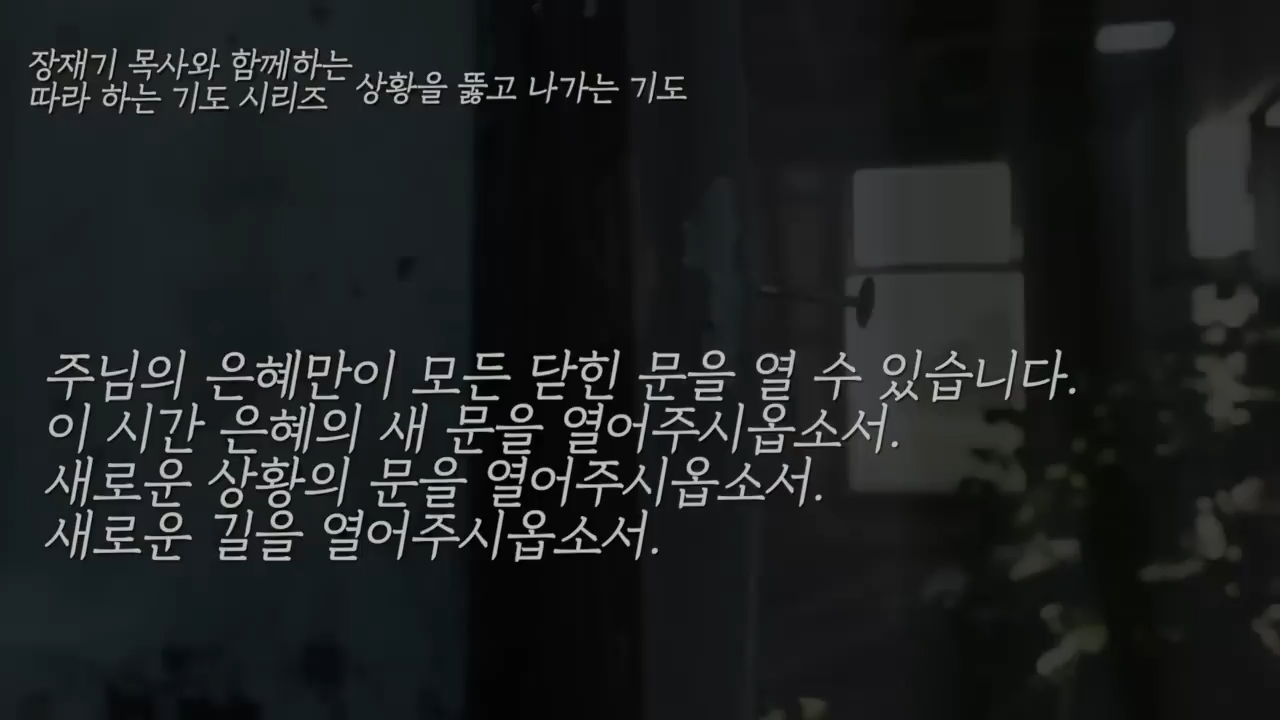 장재기 목사와 함께하는
따라 하는 기도 시리즈
상황을 뚫고 나가는 기도
주님의 은혜만이 모든 닫힌 문을 열 수 있습니다.
이 시간 은혜의 새 문을 열어주시옵소서.
새로운 상황의 문을 열어주시옵소서.
새로운 길을 열어주시옵소서.